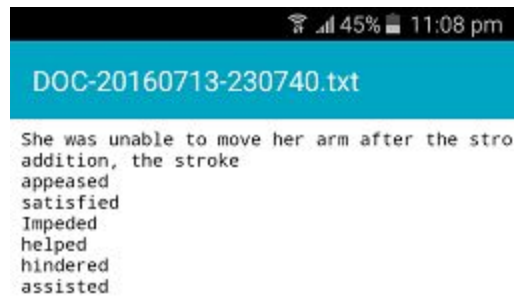 45% 11:08 pm
DOC-20160713-230740.txt
She was unable to move her arm after the stro
addition, the stroke
appeased
satisfied
Impeded
helped
hindered
assisted